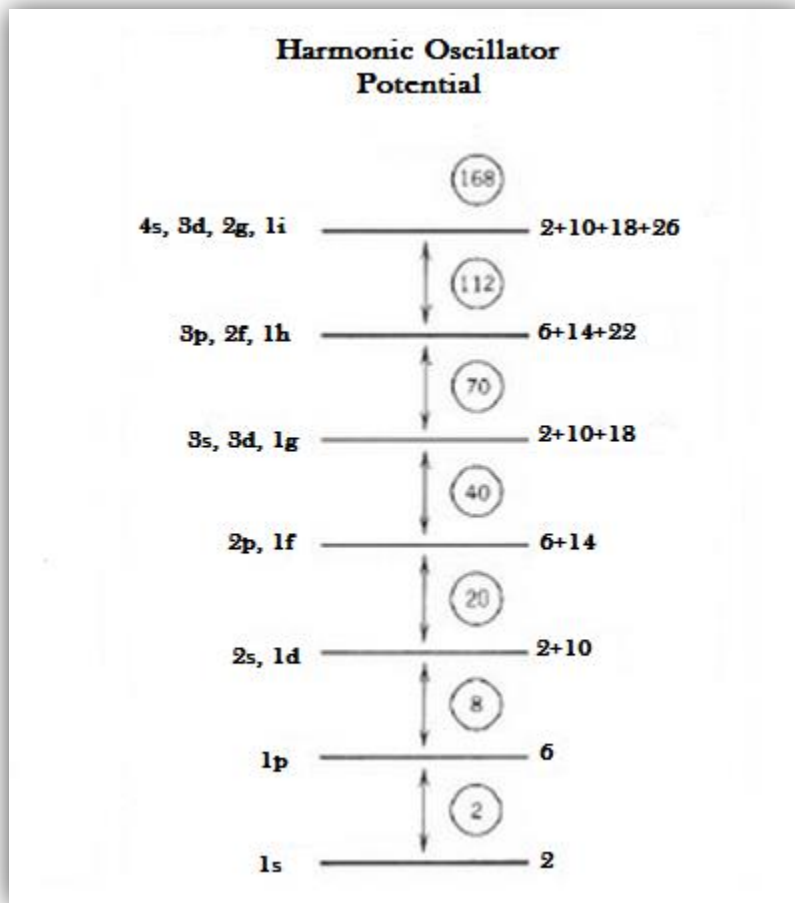 Harmonic Oscillator
Potential
168
4s, 3d, 2g, 1i 2+10+18+26
112
3p, 2f, 1h 6+14+22
70
3s, 3d, 1g 2+10+18
40
2p, 1f 6+14
20
2s, 1d 2+10
8
1p 6
2
1s 2